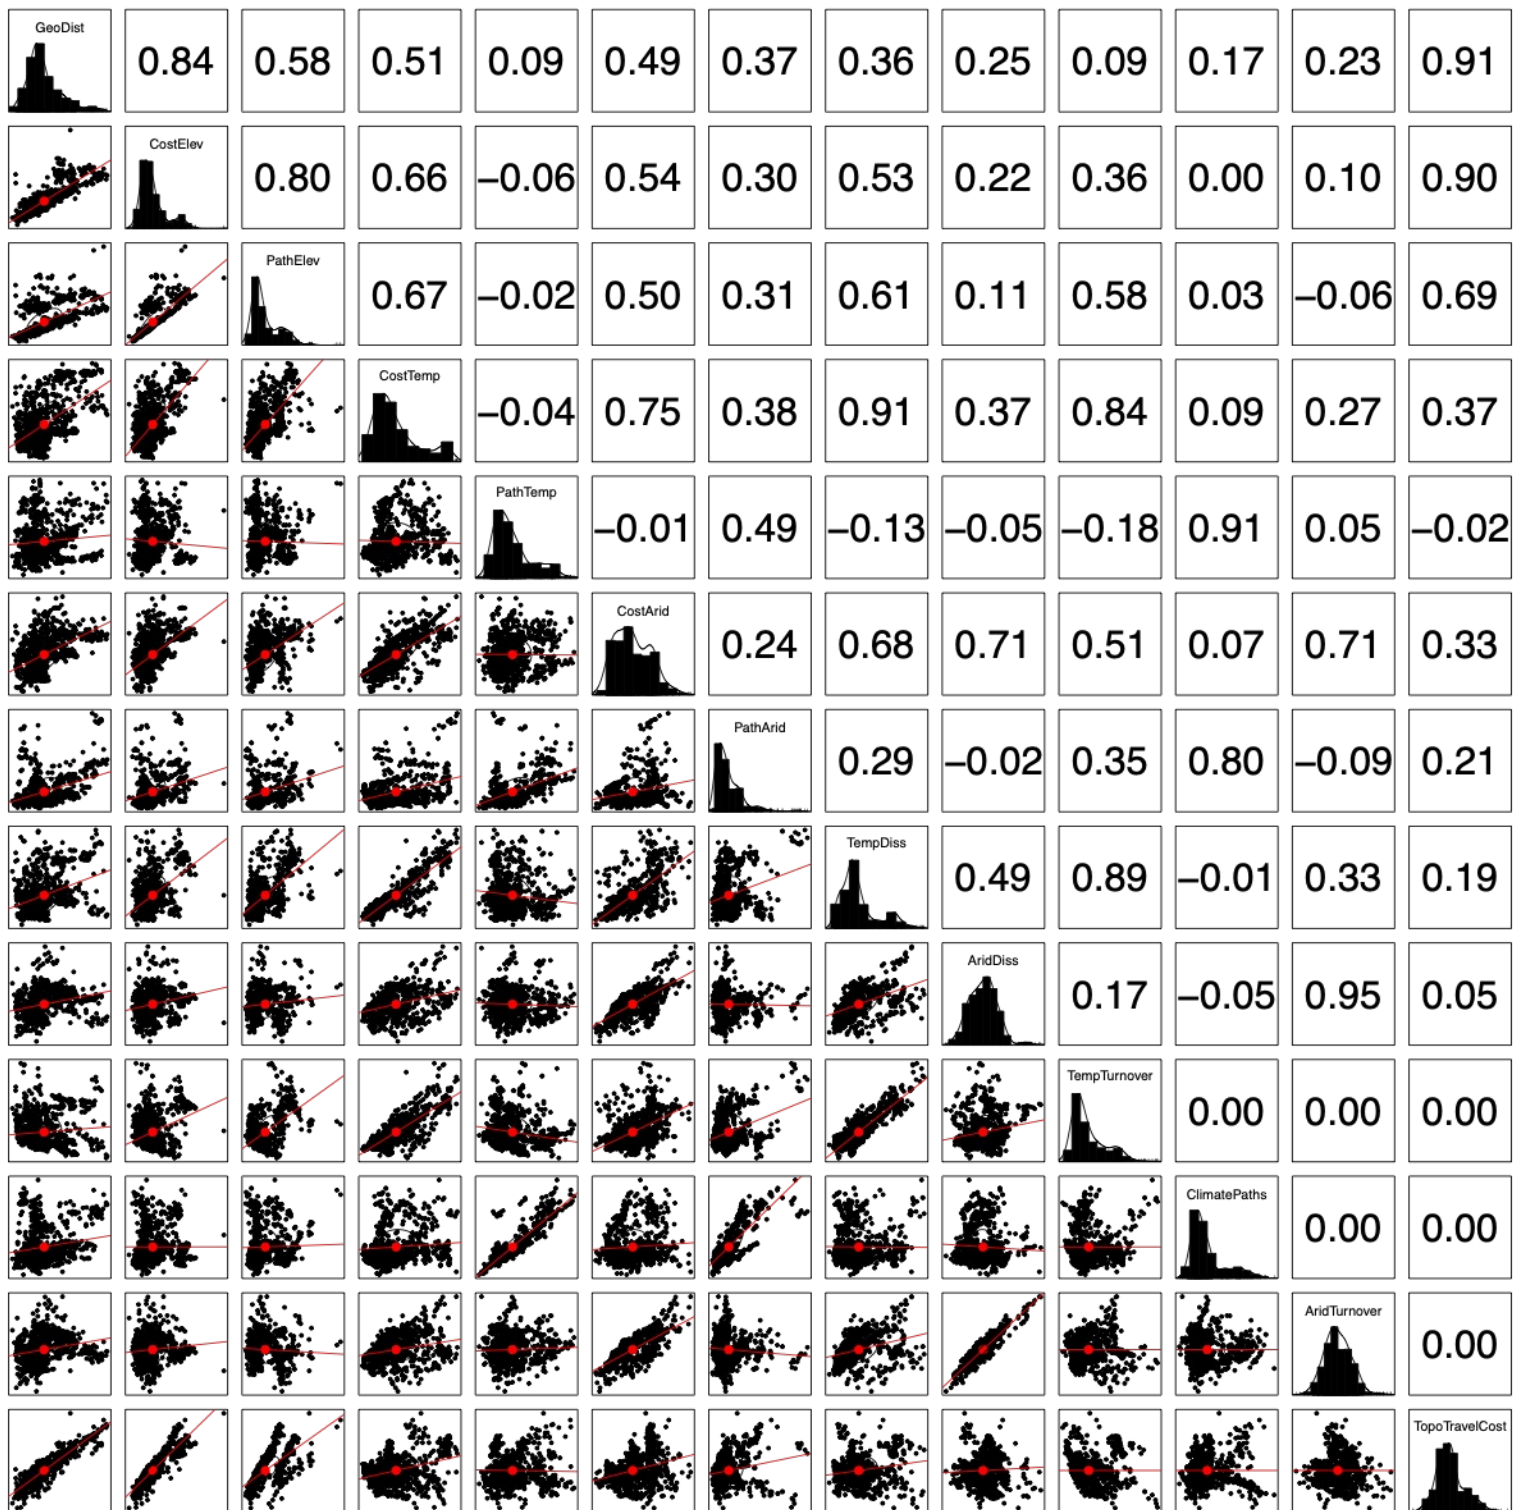 GeoDist 0.84 0.58 0.51 0.09 0.49 0.37 0.36 0.25 0.09 0.17 0.23 0.91
CostElev 0.80 0.66 −0.06 0.54 0.30 0.53 0.22 0.36 0.00 0.10 0.90
PathElev 0.67 −0.02 0.50 0.31 0.61 0.11 0.58 0.03 −0.06 0.69
CostTemp −0.04 0.75 0.38 0.91 0.37 0.84 0.09 0.27 0.37
PathTemp −0.01 0.49 −0.13 −0.05 −0.18 0.91 0.05 −0.02
CostArid 0.24 0.68 0.71 0.51 0.07 0.71 0.33
PathArid 0.29 −0.02 0.35 0.80 −0.09 0.21
TempDiss 0.49 0.89 −0.01 0.33 0.19
AridDiss 0.17 −0.05 0.95 0.05
TempTurnover 0.00 0.00 0.00
ClimatePaths 0.00 0.00
AridTurnover 0.00
TopoTravelCost